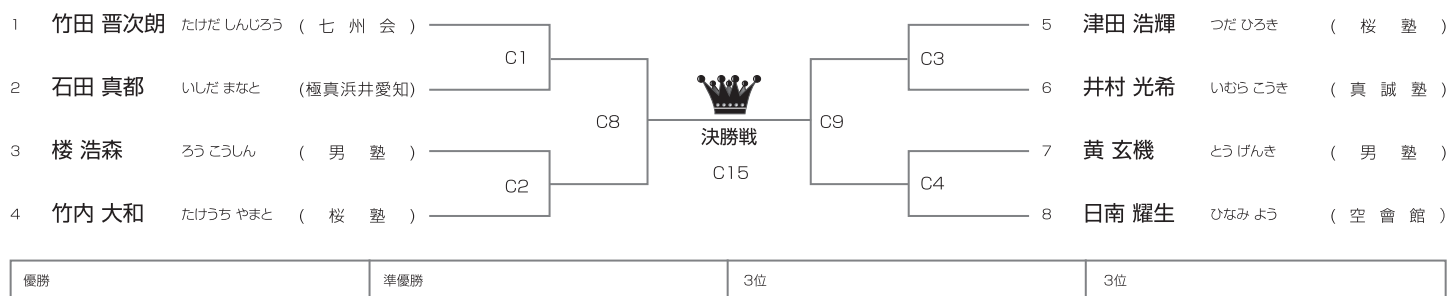 1 竹田 晋次朗 たけだ しんじろう (七州会)
C1
2 石田 真都 いしだ まなと (極真浜井愛知)
C8
3 楼 浩森 ろう こうしん (男塾)
C2
4 竹内 大和 たけうち やまと (桜塾)
決勝戦
C15
5 津田 浩輝 つだ ひろき (桜塾)
C3
6 井村 光希 いむら こうき (真誠塾)
C9
7 黄 玄機 とう げんき (男塾)
C4
8 日南 耀生 ひなみ よう (空會館)
優勝 準優勝 3位 3位